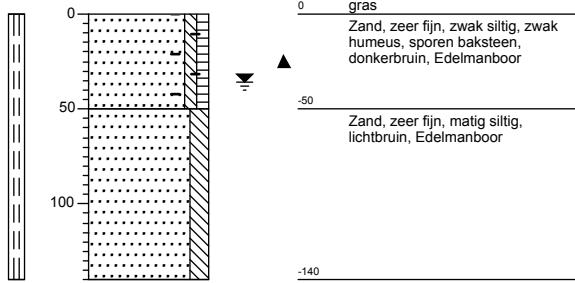 0
50
100
0
gras
Zand, zeer fijn, zwak siltig, zwak
humeus, sporen baksteen,
donkerbruin, Edelmanboor
-50
Zand, zeer fijn, matig siltig,
lichtbruin, Edelmanboor
-140